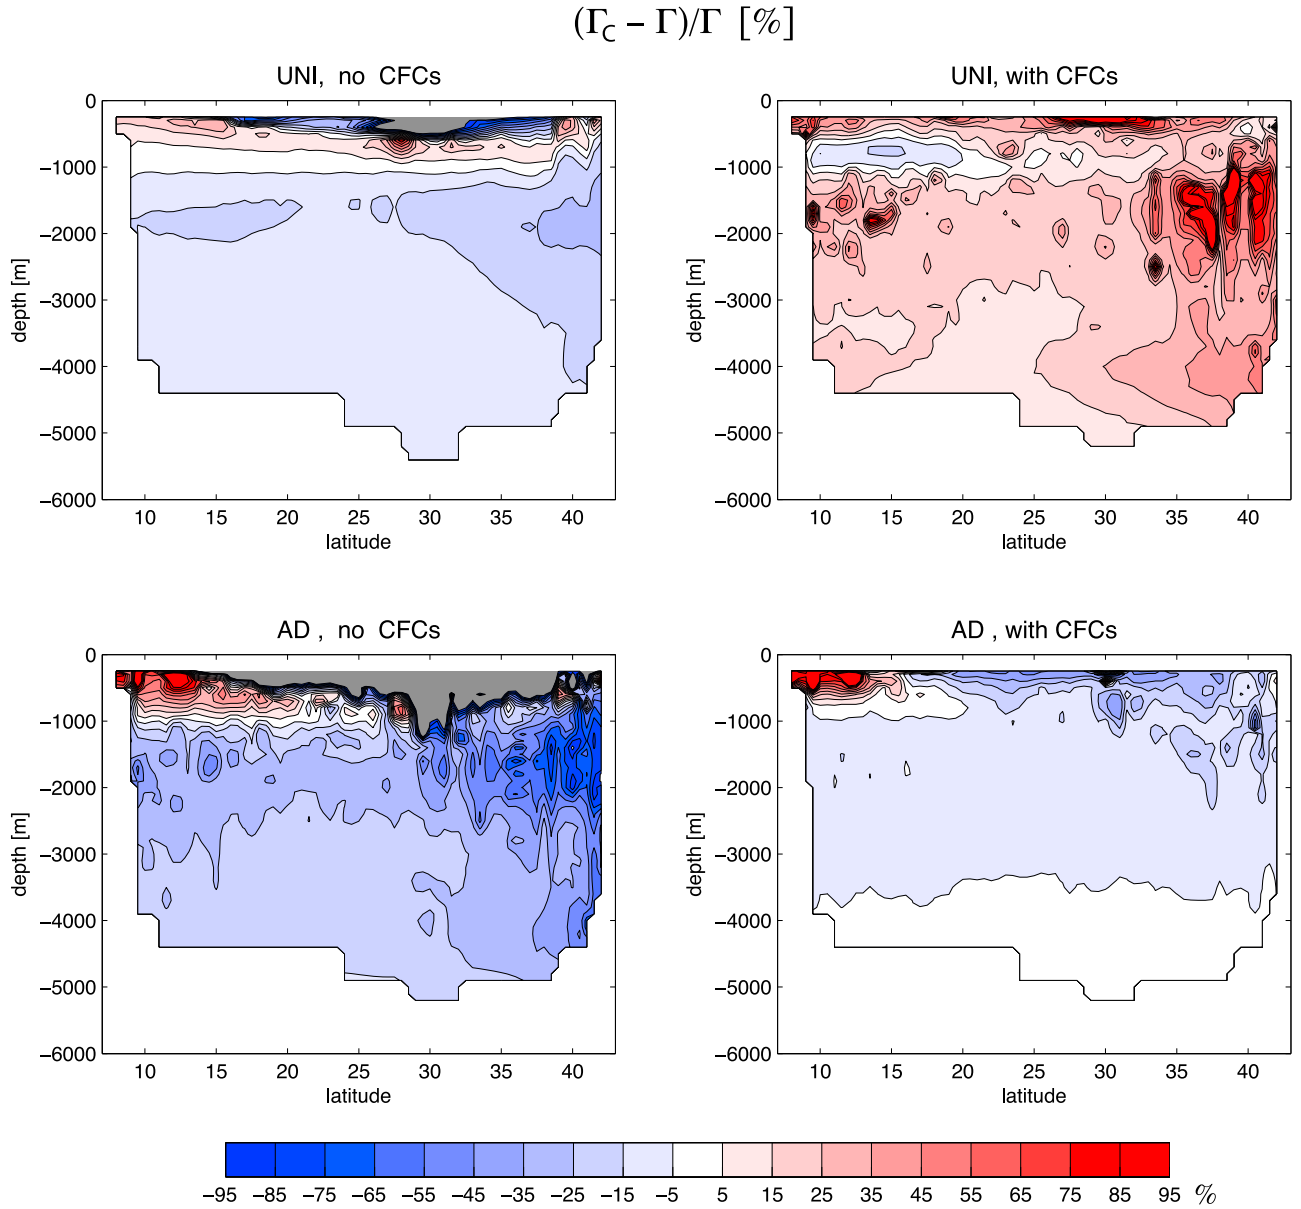 (Γ_C − Γ)/Γ [%]
UNI, no CFCs
UNI, with CFCs
0
−1000
−2000
−3000
−4000
−5000
−6000
depth [m]
10 15 20 25 30 35 40
latitude
0
−1000
−2000
−3000
−4000
−5000
−6000
depth [m]
10 15 20 25 30 35 40
latitude
AD , no CFCs
AD , with CFCs
0
−1000
−2000
−3000
−4000
−5000
−6000
depth [m]
10 15 20 25 30 35 40
latitude
0
−1000
−2000
−3000
−4000
−5000
−6000
depth [m]
10 15 20 25 30 35 40
latitude
−95 −85 −75 −65 −45 −35 −25 −15 −5 5 15 25 35 45 55 65 75 85 95 %